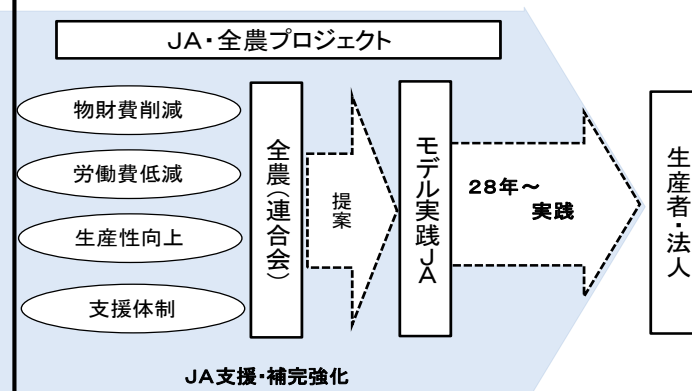 JA・全農プロジェクト
物財費削減
労働費低減
生産性向上
支援体制
全農(連合会)
提案
モデル実践JA
28年～
実践
生産者・法人
JA支援・補完強化